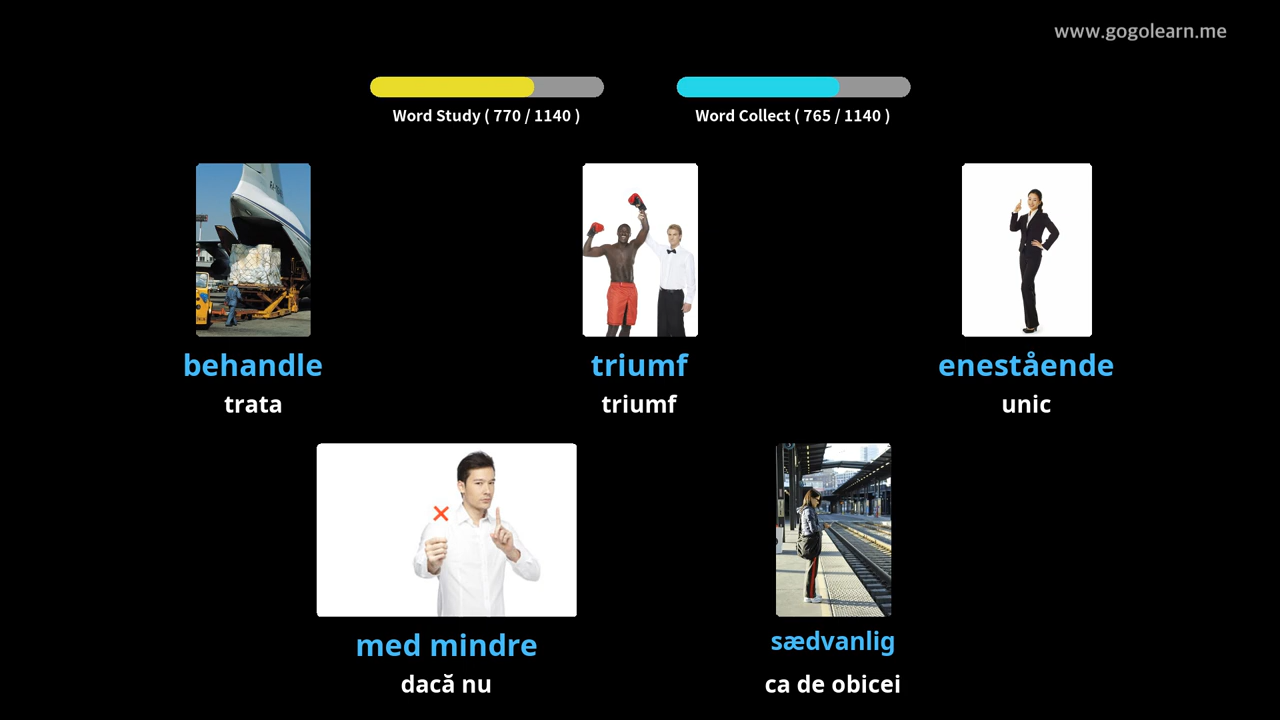 www.gogolearn.me
Word Study ( 770 / 1140 )
Word Collect ( 765 / 1140 )
behandle
trata
triumf
triumf
enestående
unic
med mindre
dacă nu
sædvanlig
ca de obicei